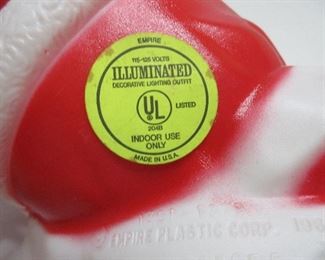 EMPIRE
115-125 VOLTS
ILLUMINATED
DECORATIVE LIGHTING OUTFIT
UL LISTED
®
204B
INDOOR USE
ONLY
MADE IN U.S.A.
EMPIRE PLASTIC CORP.